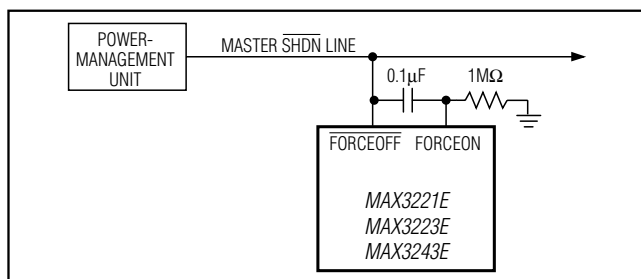 POWER-
MANAGEMENT
UNIT
MASTER SHDN LINE
0.1μF
1MΩ
FORCEOFF FORCEON
MAX3221E
MAX3223E
MAX3243E